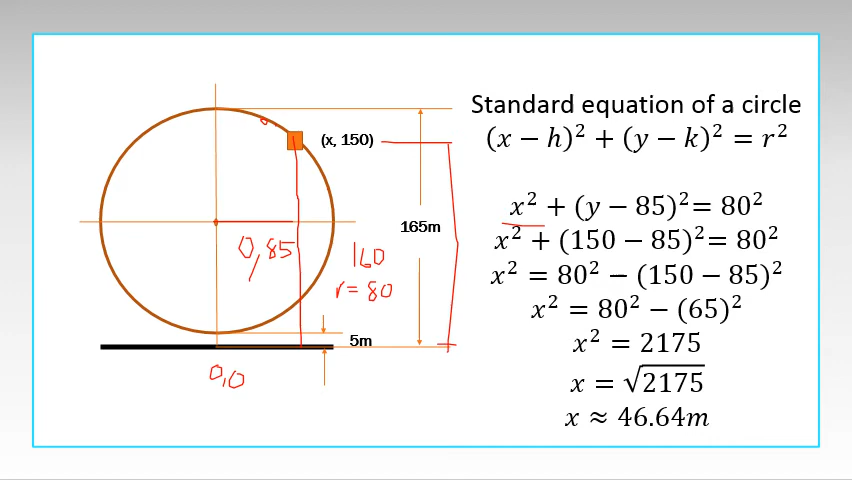 Standard equation of a circle
(x − h)² + (y − k)² = r²
(x, 150)
x² + (y − 85)² = 80²
165m
x² + (150 − 85)² = 80²
0,85
160
x² = 80² − (150 − 85)²
r = 80
x² = 80² − (65)²
5m
x² = 2175
0,0
x = √2175
x ≈ 46.64m